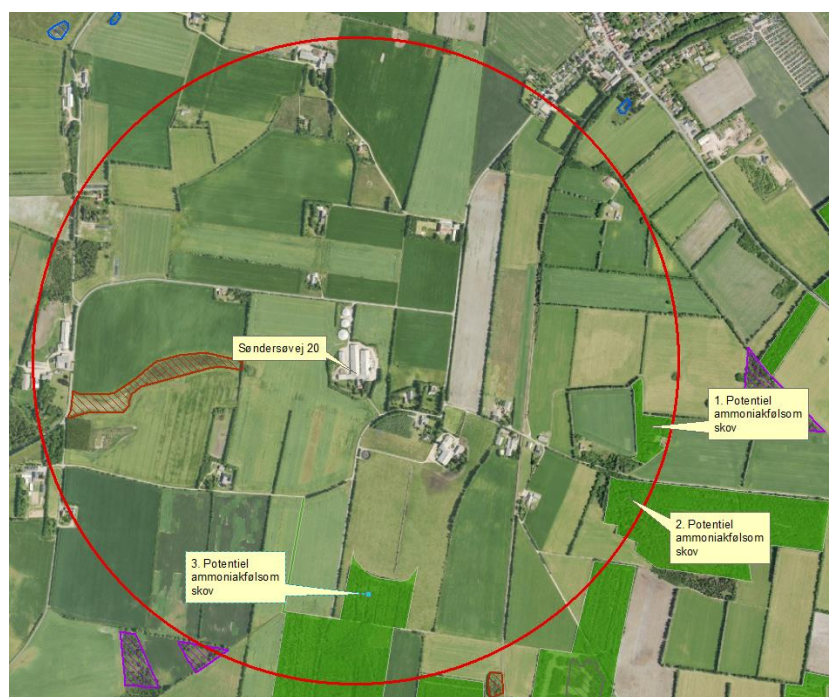 Søndersøvej 20
1. Potentiel
ammoniakfølsom
skov
2. Potentiel
ammoniakfølsom
skov
3. Potentiel
ammoniakfølsom
skov